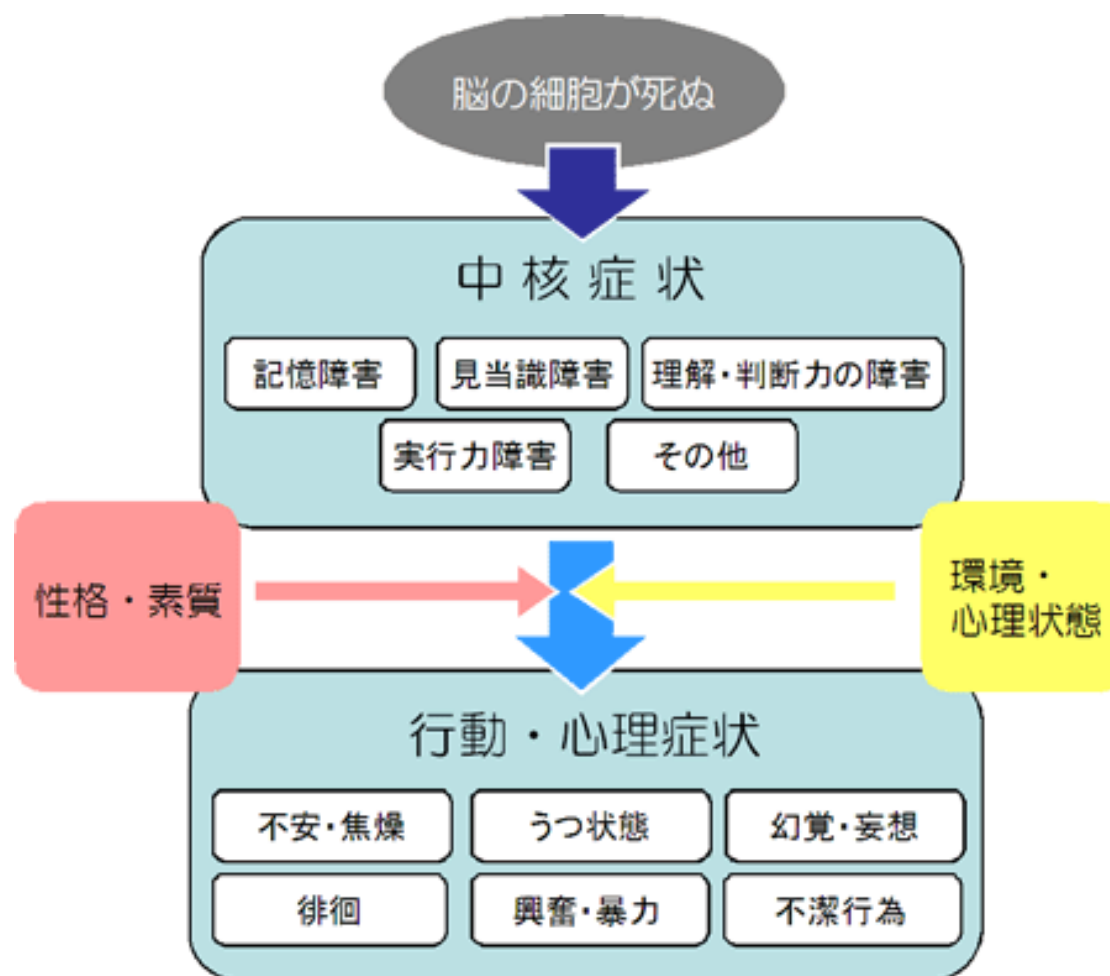 脳の細胞が死ぬ
中核症状
記憶障害
見当識障害
理解・判断力の障害
実行力障害
その他
性格・素質
環境・
心理状態
行動・心理症状
不安・焦燥
うつ状態
幻覚・妄想
徘徊
興奮・暴力
不潔行為